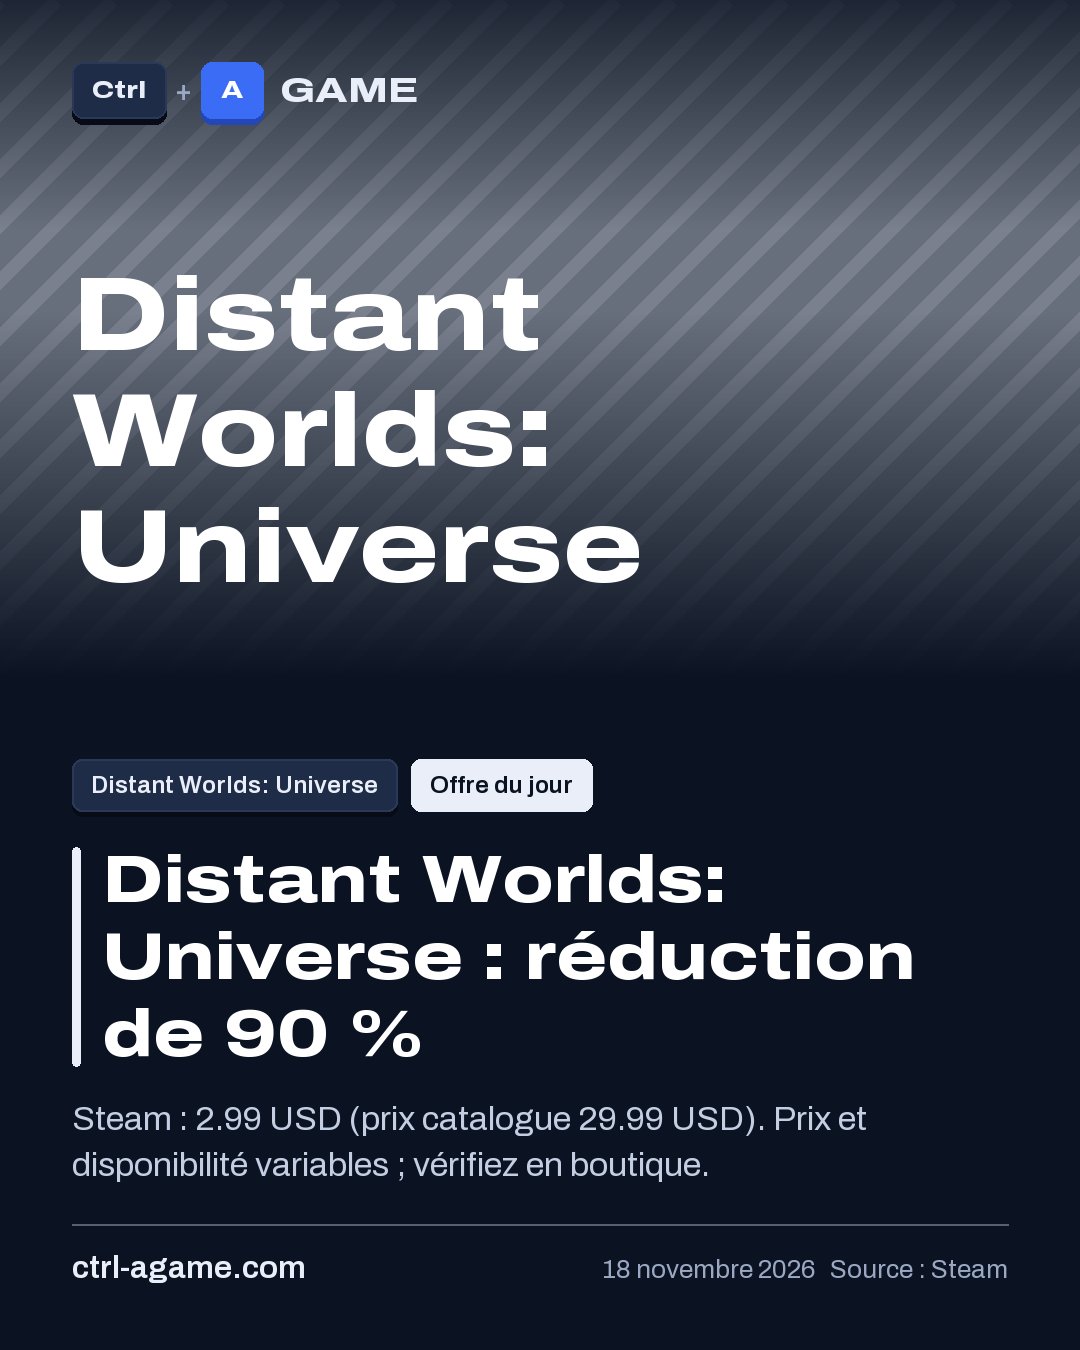 Ctrl + A GAME
Distant
Worlds:
Universe
Distant Worlds: Universe Offre du jour
Distant Worlds:
Universe : réduction
de 90 %
Steam : 2.99 USD (prix catalogue 29.99 USD). Prix et
disponibilité variables ; vérifiez en boutique.
ctrl-agame.com 18 novembre 2026 Source : Steam